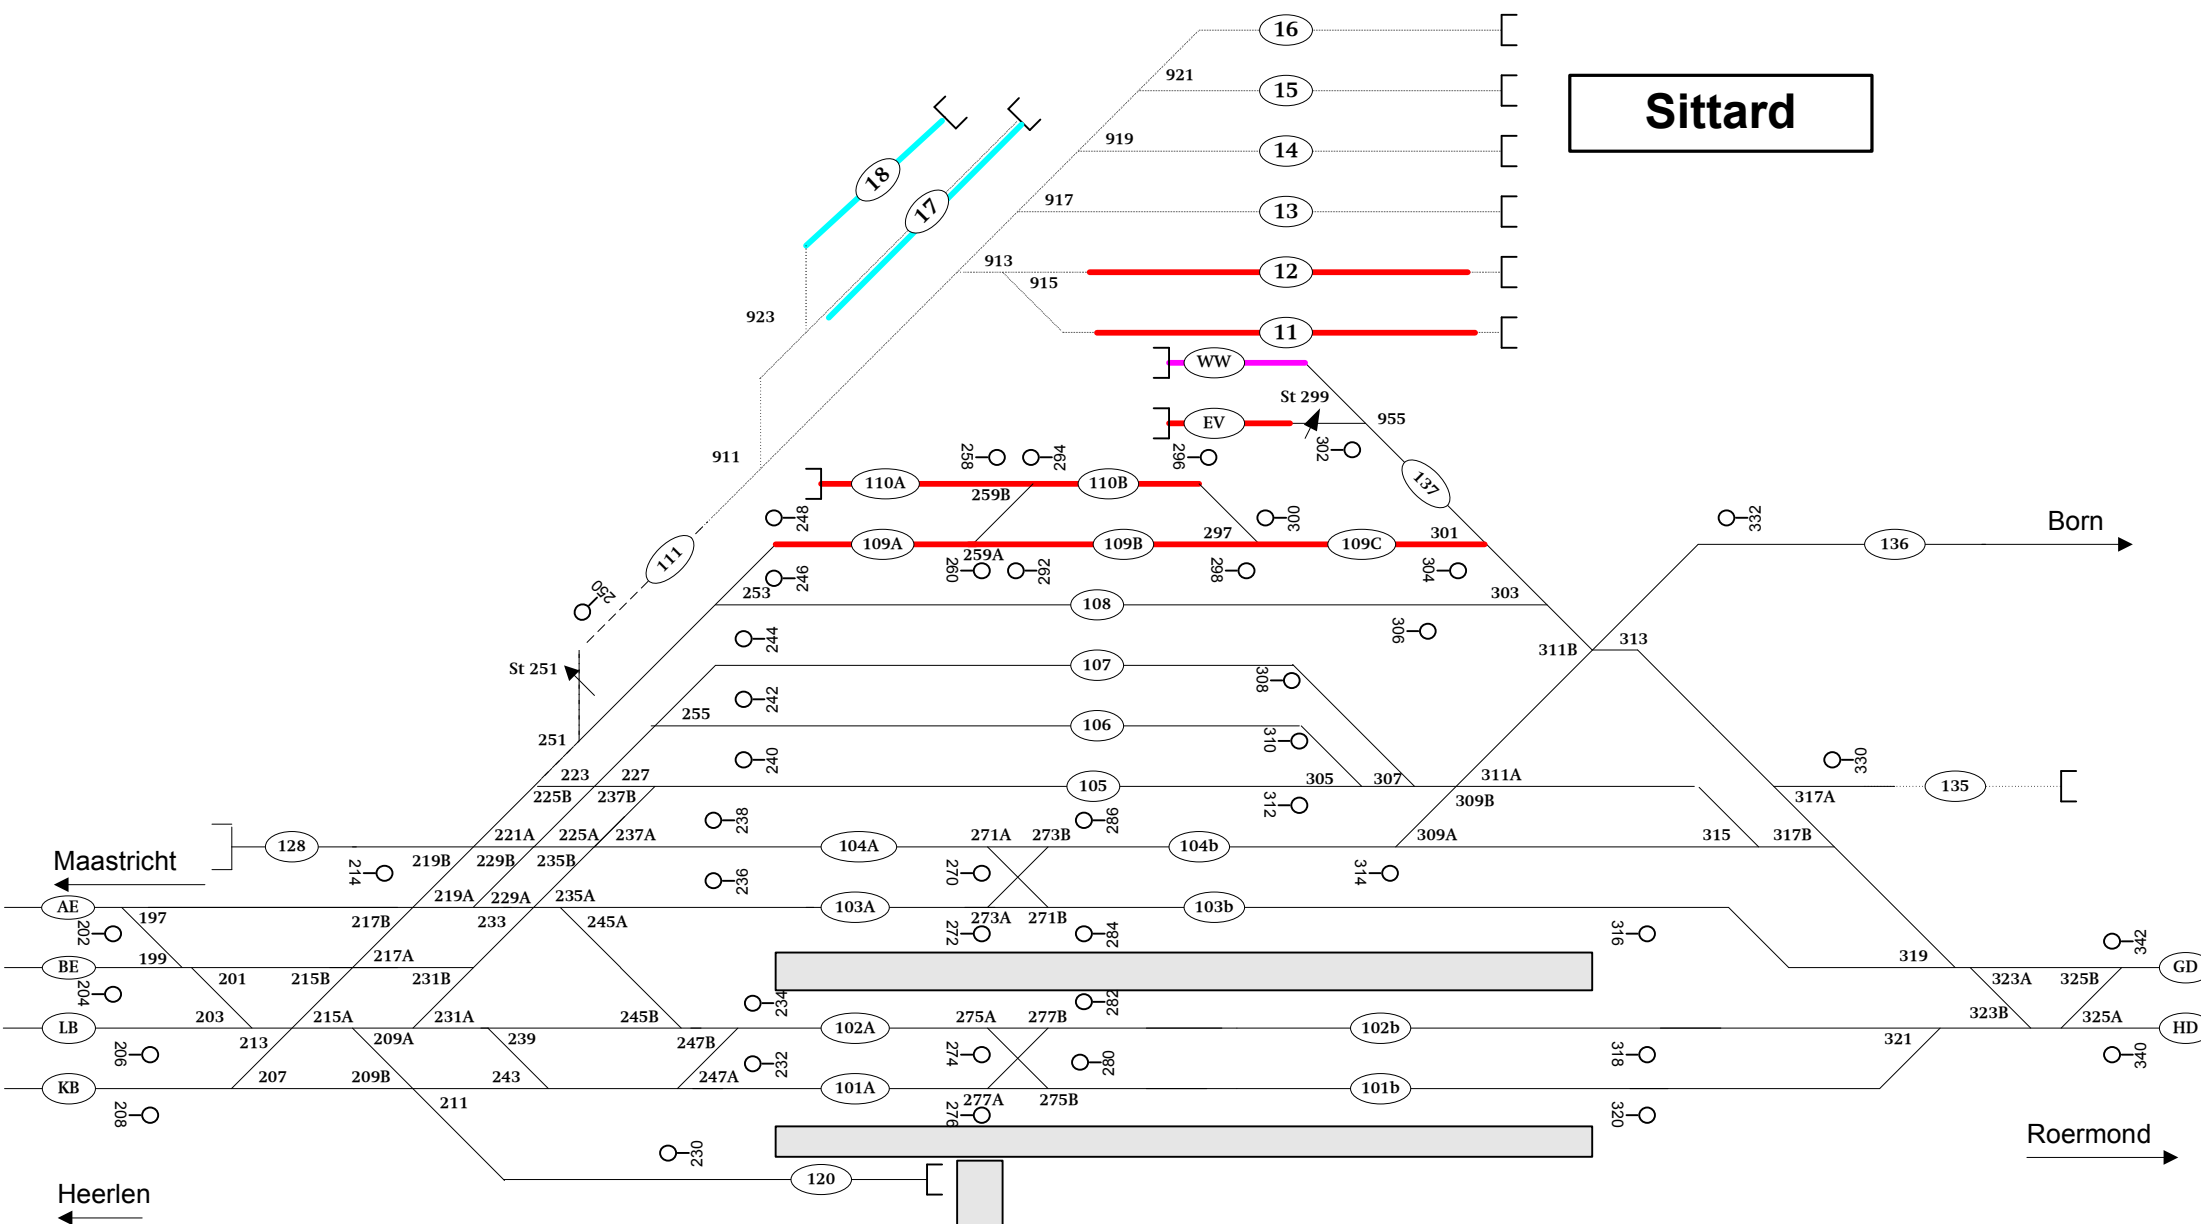 16
921
15
Sittard
919
14
18
917
17
13
913
12
915
923
11
WW
St 299
EV
955
302
911
258
294
296
110A
259B
110B
137
248
300
332
Born
109A
109B
297
109C
301
136
111
259A
246
260
292
298
304
250
253
108
303
244
306
311B
313
St 251
107
308
242
255
106
251
310
240
330
223
227
105
305
307
311A
225B
237B
312
309B
317A
135
238
286
221A
225A
237A
271A
273B
309A
315
317B
128
104A
104b
Maastricht
219B
229B
235B
214
236
270
314
219A
229A
235A
AE
197
103A
103b
217B
233
245A
273A
271B
202
272
284
316
342
199
217A
319
BE
GD
201
215B
231B
323A
325B
204
234
282
203
215A
231A
245B
275A
277B
323B
325A
LB
102A
102b
HD
213
209A
239
247B
321
206
232
274
280
318
340
207
209B
243
247A
KB
101A
101b
211
277A
275B
208
276
320
230
Roermond
120
Heerlen